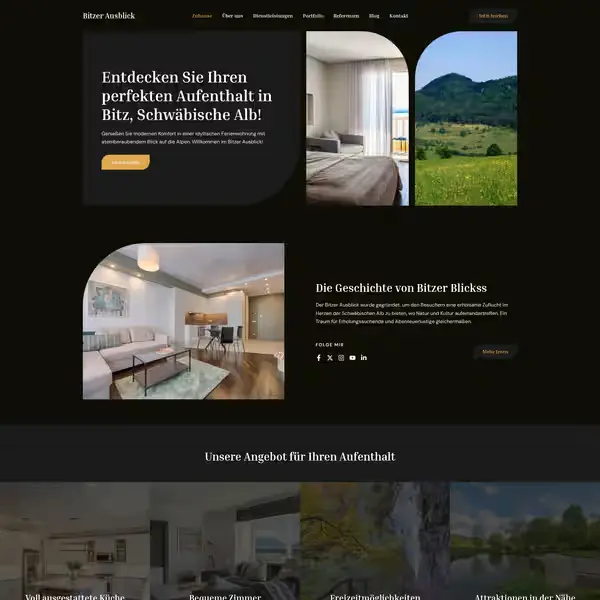 Bitzer Ausblick
Zuhause Über uns Dienstleistungen Portfolio Referenzen Blog Kontakt
Entdecken Sie Ihren
perfekten Aufenthalt in
Bitz, Schwäbische Alb!
Genießen Sie modernen Komfort in einer idyllischen Ferienwohnung mit
atemberaubendem Blick auf die Alpen. Willkommen im Bitzer Ausblick!
Die Geschichte von Bitzer Blickss
Der Bitzer Ausblick wurde gegründet, um den Besuchern eine erholsame Zuflucht im
Herzen der Schwäbischen Alb zu bieten, wo Natur und Kultur aufeinandertreffen. Ein
Traum für Erholungssuchende und Abenteuerlustige gleichermaßen.
FOLGE MIR
Mehr lesen
Unsere Angebot für Ihren Aufenthalt
Voll ausgestattete Küche
Bequeme Zimmer
Freizeitmöglichkeiten
Attraktionen in der Nähe